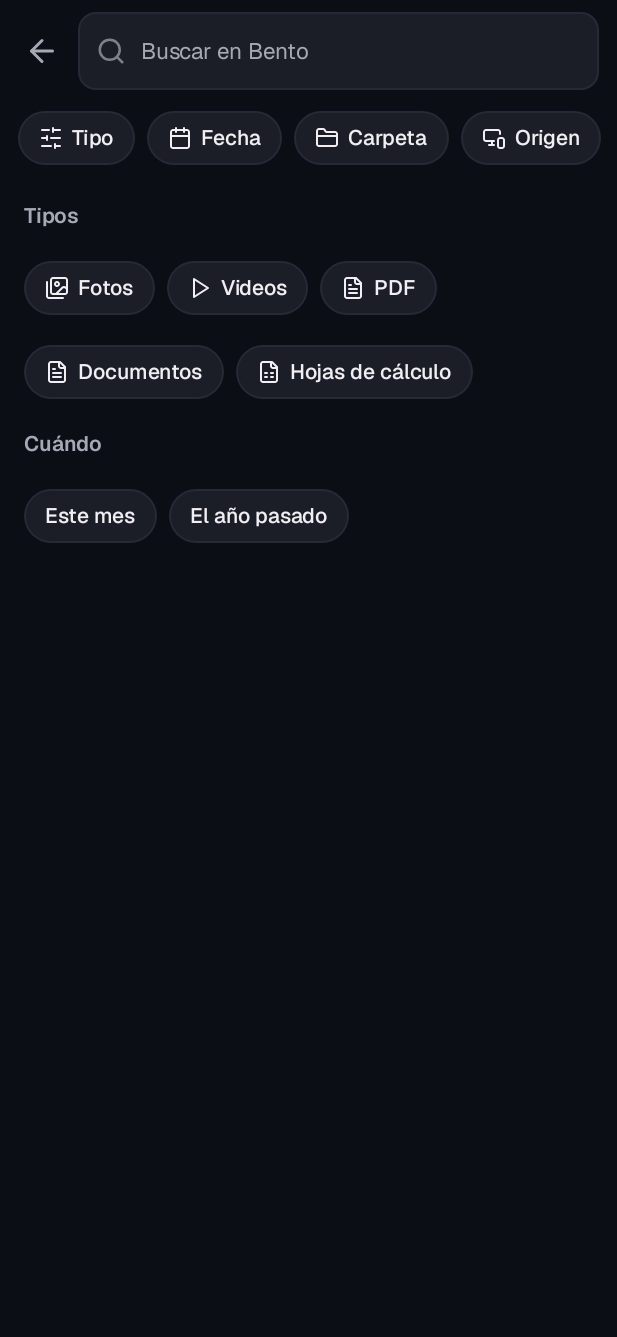 Buscar en Bento
Tipo Fecha Carpeta Origen
Tipos
Fotos Videos PDF
Documentos Hojas de cálculo
Cuándo
Este mes El año pasado